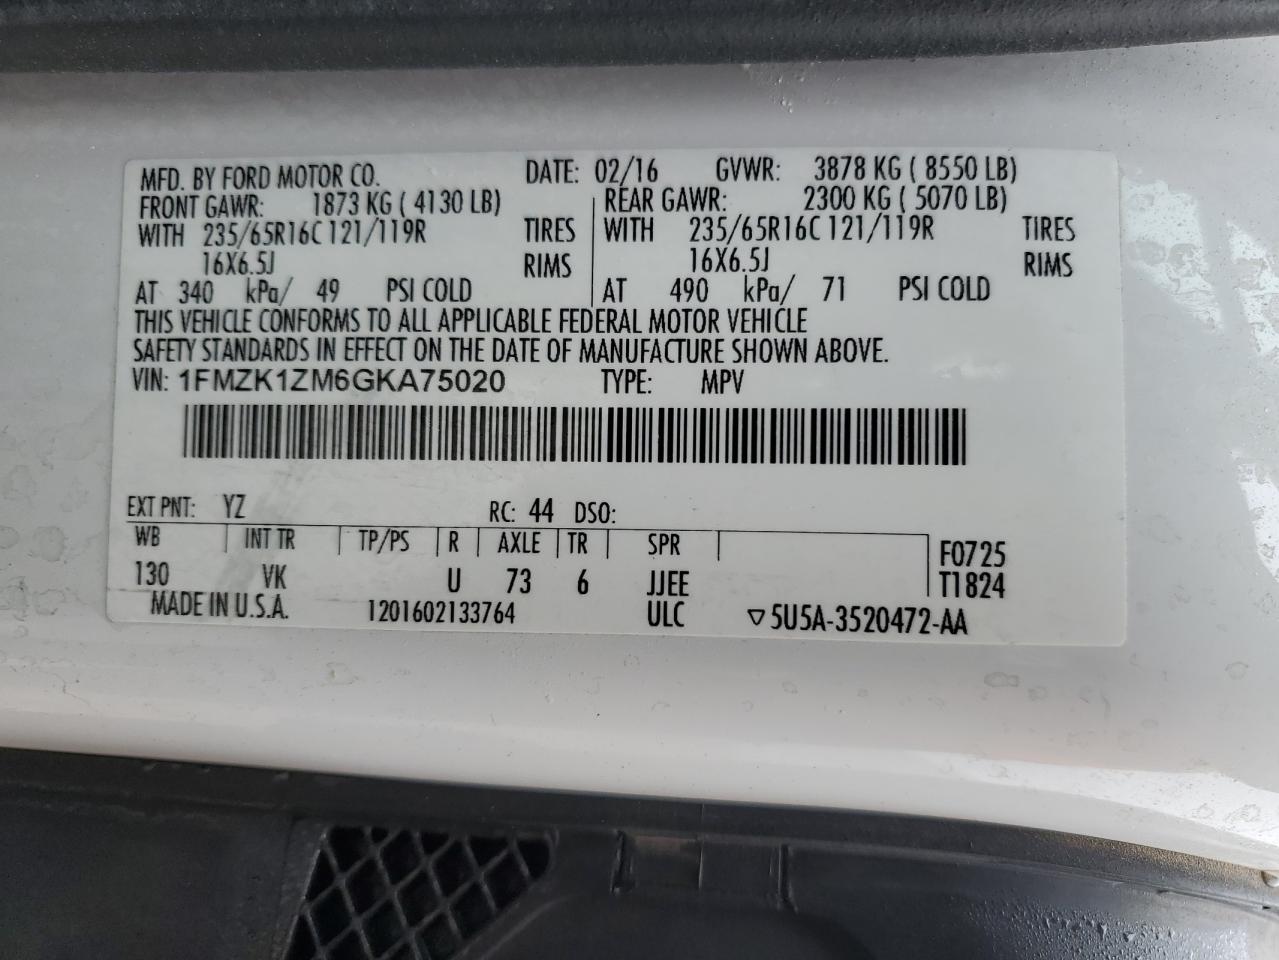 MFD. BY FORD MOTOR CO. DATE: 02/16 GVWR: 3878 KG ( 8550 LB)
FRONT GAWR: 1873 KG ( 4130 LB) REAR GAWR: 2300 KG ( 5070 LB)
WITH 235/65R16C 121/119R TIRES WITH 235/65R16C 121/119R TIRES
16X6.5J RIMS 16X6.5J RIMS
AT 340 kPa/ 49 PSI COLD AT 490 kPa/ 71 PSI COLD
THIS VEHICLE CONFORMS TO ALL APPLICABLE FEDERAL MOTOR VEHICLE
SAFETY STANDARDS IN EFFECT ON THE DATE OF MANUFACTURE SHOWN ABOVE.
VIN: 1FMZK1ZM6GKA75020 TYPE: MPV
EXT PNT: YZ RC: 44 DSO:
WB INT TR TP/PS R AXLE TR SPR F0725
130 VK U 73 6 JJEE T1824
MADE IN U.S.A. 1201602133764 ULC ▽5U5A-3520472-AA